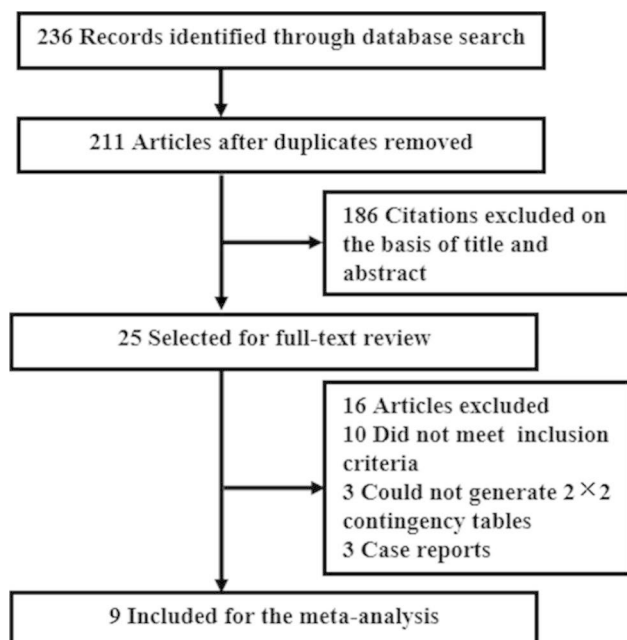 236 Records identified through database search
211 Articles after duplicates removed
186 Citations excluded on
the basis of title and
abstract
25 Selected for full-text review
16 Articles excluded
10 Did not meet inclusion
criteria
3 Could not generate 2×2
contingency tables
3 Case reports
9 Included for the meta-analysis